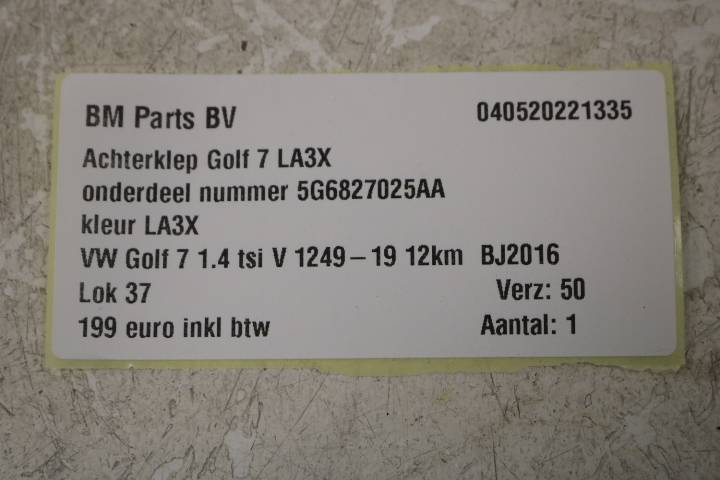 BM Parts BV 040520221335
Achterklep Golf 7 LA3X
onderdeel nummer 5G6827025AA
kleur LA3X
VW Golf 7 1.4 tsi V 1249-19 12km BJ2016
Lok 37 Verz: 50
199 euro inkl btw Aantal: 1